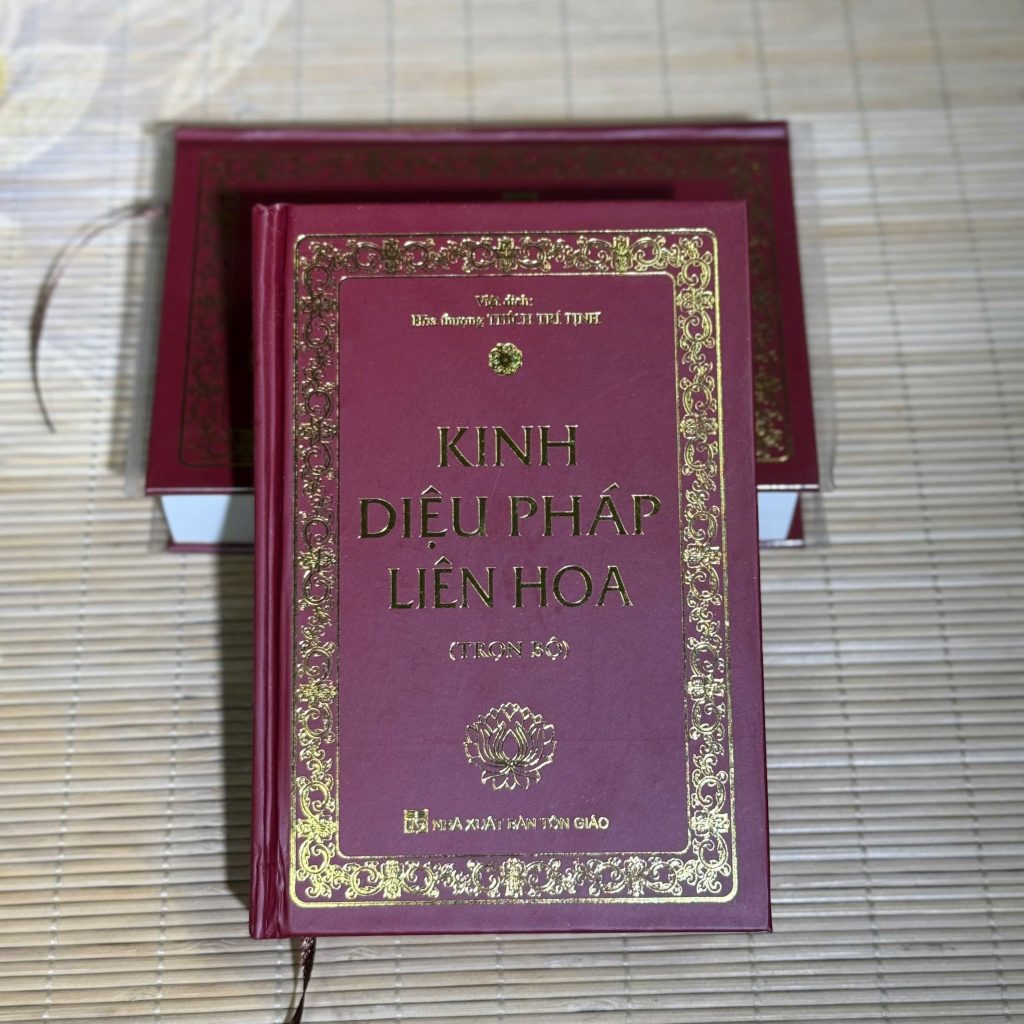 Việt dịch:
Hòa thượng THÍCH TRÍ TỊNH
KINH
DIỆU PHÁP
LIÊN HOA
(TRỌN BỘ)
NHÀ XUẤT BẢN TÔN GIÁO